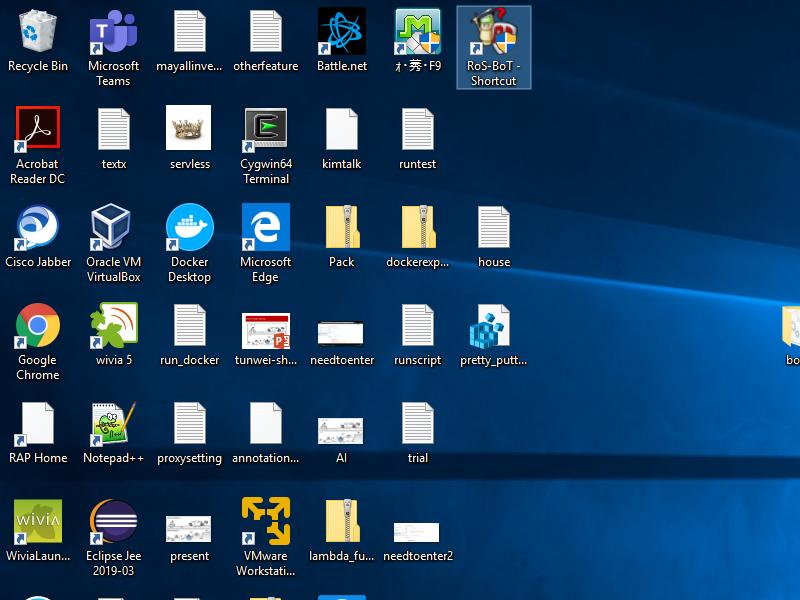 Recycle Bin
Microsoft Teams
mayallinve...
otherfeature
Battle.net
RoS-BoT - Shortcut
Acrobat Reader DC
textx
servless
Cygwin64 Terminal
kimtalk
runtest
Cisco Jabber
Oracle VM VirtualBox
Docker Desktop
Microsoft Edge
Pack
dockerexp...
house
Google Chrome
wivia 5
run_docker
tunwei-sh...
needtoenter
runscript
pretty_putt...
bo
RAP Home
Notepad++
proxysetting
annotation...
AI
trial
wivia
WiviaLaun...
Eclipse Jee 2019-03
present
VMware Workstati...
lambda_fu...
needtoenter2